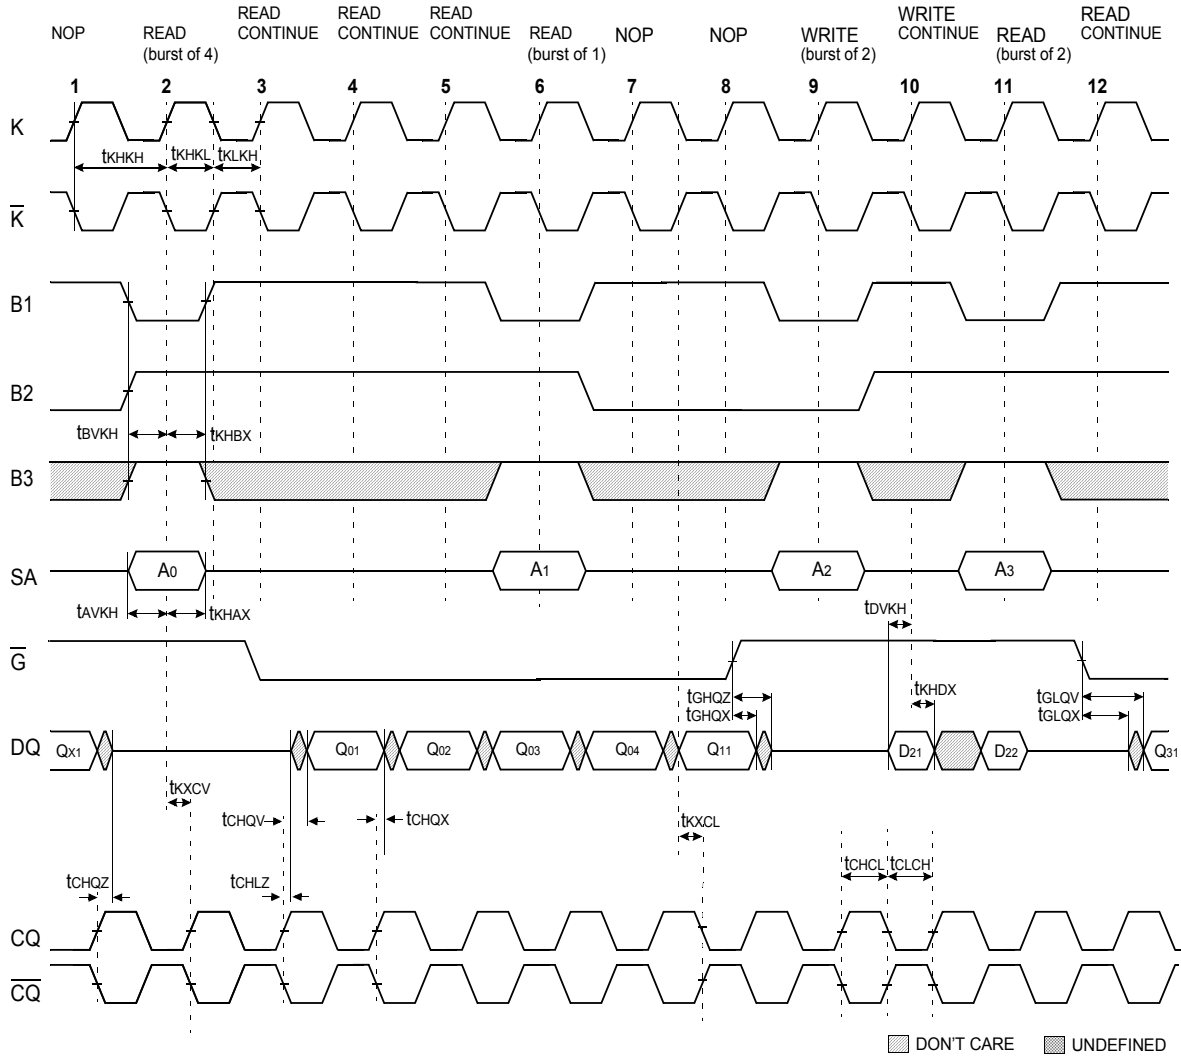 NOP
READ
(burst of 4)
READ
CONTINUE
READ
CONTINUE
READ
CONTINUE
READ
(burst of 1)
NOP
NOP
WRITE
(burst of 2)
WRITE
CONTINUE
READ
(burst of 2)
READ
CONTINUE
1 2 3 4 5 6 7 8 9 10 11 12
K
tKHKH tKHKL tKLKH
K
B1
B2
tBVKH tKHBX
B3
SA A0 A1 A2 A3
tAVKH tKHAX tDVKH
G
tGHQZ tKHDX tGLQV
tGHQX tGLQX
DQ QX1 Q01 Q02 Q03 Q04 Q11 D21 D22 Q31
tKXCV
tCHQV tCHQX tKXCL
tCHQZ tCHLZ tCHCL tCLCH
CQ
CQ
DON'T CARE UNDEFINED